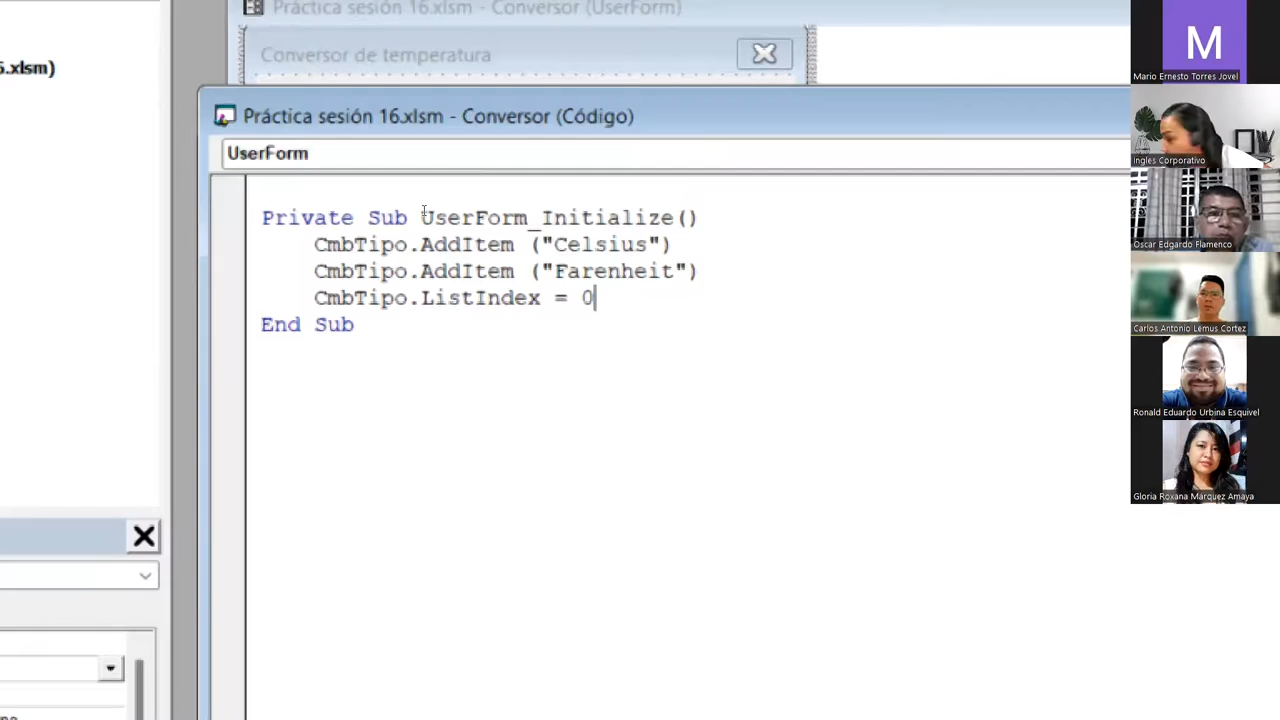 Práctica sesión 16.xlsm - Conversor (UserForm)
Conversor de temperatura
6.xlsm)
Práctica sesión 16.xlsm - Conversor (Código)
UserForm
Private Sub UserForm_Initialize()
CmbTipo.AddItem ("Celsius")
CmbTipo.AddItem ("Farenheit")
CmbTipo.ListIndex = 0
End Sub
M
Mario Ernesto Torres Jovel
Ingles Corporativo
Oscar Edgardo Flamenco
Carlos Antonio Lemus Cortez
Ronald Eduardo Urbina Esquivel
Gloria Roxana Marquez Amaya